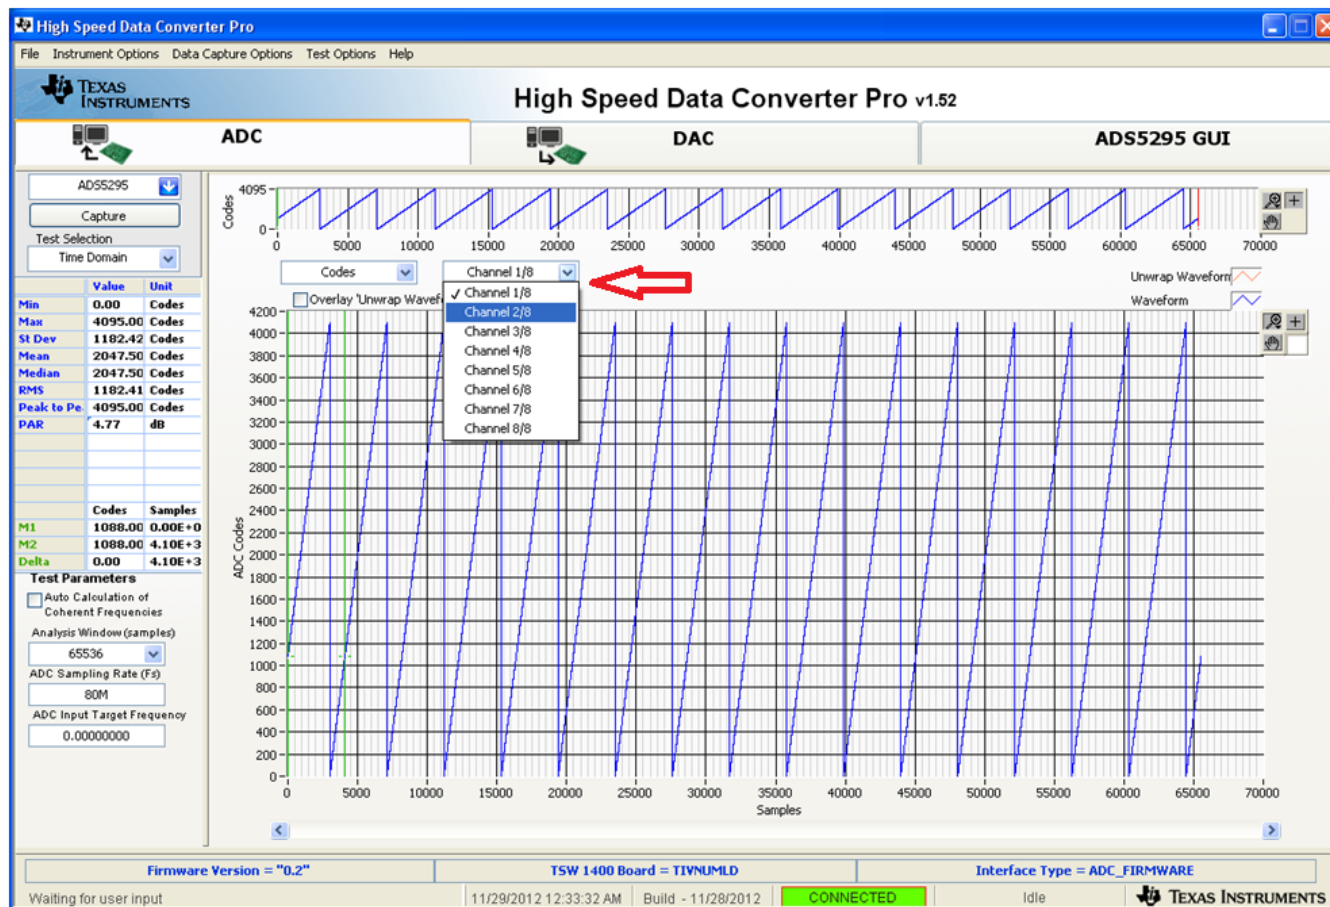 High Speed Data Converter Pro
File Instrument Options Data Capture Options Test Options Help
TEXAS
INSTRUMENTS
High Speed Data Converter Pro v1.52
ADC
DAC
ADS5295 GUI
ADS5295
Capture
Test Selection
Time Domain
Value Unit
Min 0.00 Codes
Max 4095.00 Codes
St Dev 1182.42 Codes
Mean 2047.50 Codes
Median 2047.50 Codes
RMS 1182.41 Codes
Peak to Pe 4095.00 Codes
PAR 4.77 dB
Codes Samples
M1 1088.00 0.00E+0
M2 1088.00 4.10E+3
Delta 0.00 4.10E+3
Test Parameters
Auto Calculation of
Coherent Frequencies
Analysis Window (samples)
65536
ADC Sampling Rate (Fs)
80M
ADC Input Target Frequency
0.00000000
Codes
4095
0
0 5000 10000 15000 20000 25000 30000 35000 40000 45000 50000 55000 60000 65000 70000
Codes
Channel 1/8
Channel 1/8
Channel 2/8
Channel 3/8
Channel 4/8
Channel 5/8
Channel 6/8
Channel 7/8
Channel 8/8
Overlay 'Unwrap Wavef
Unwrap Waveform
Waveform
ADC Codes
4200
4000
3800
3600
3400
3200
3000
2800
2600
2400
2200
2000
1800
1600
1400
1200
1000
800
600
400
200
0
0 5000 10000 15000 20000 25000 30000 35000 40000 45000 50000 55000 60000 65000 70000
Samples
Firmware Version = "0.2"
TSW 1400 Board = TIVNUMLD
Interface Type = ADC_FIRMWARE
Waiting for user input
11/29/2012 12:33:32 AM
Build - 11/28/2012
CONNECTED
Idle
TEXAS INSTRUMENTS